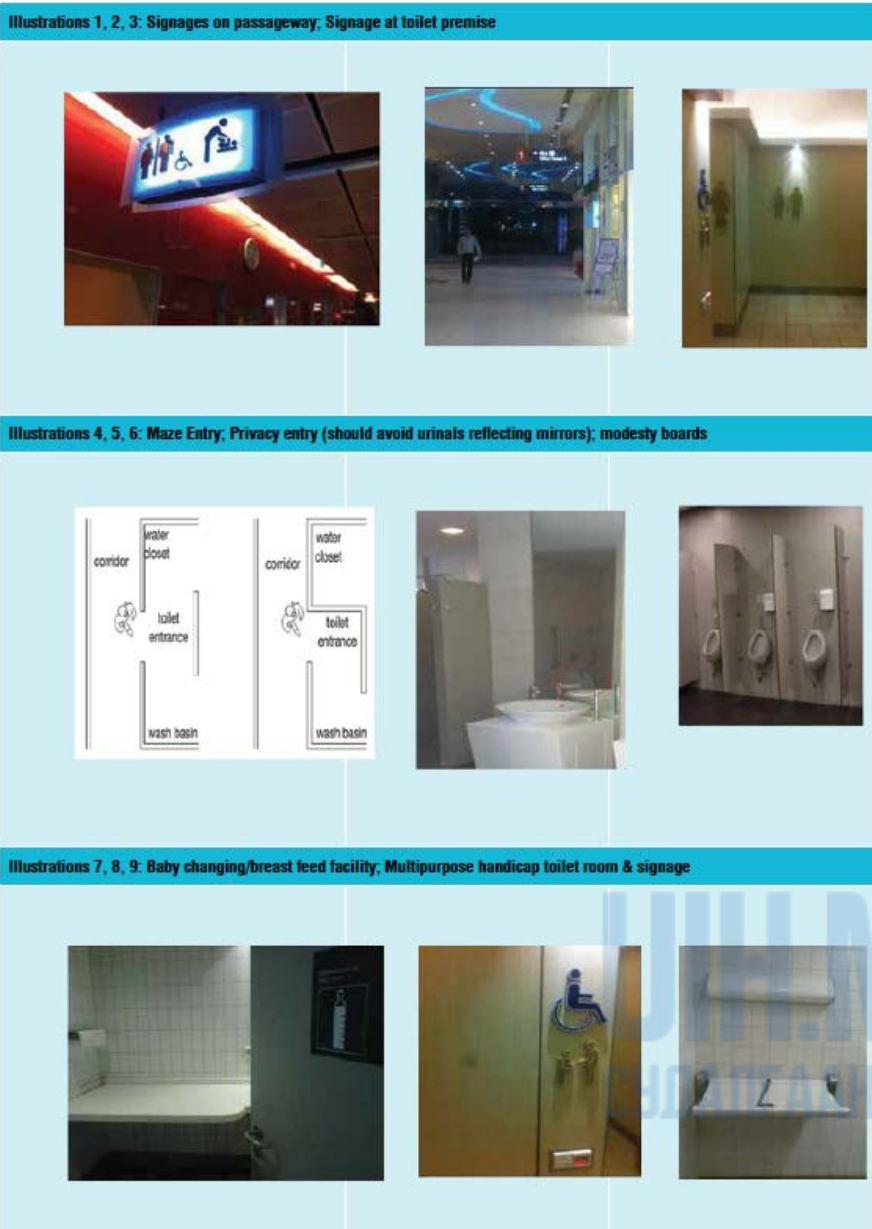 Illustrations 1, 2, 3: Signages on passageway; Signage at toilet premise
Illustrations 4, 5, 6: Maze Entry; Privacy entry (should avoid urinals reflecting mirrors); modesty boards
water
closet
corridor
toilet
entrance
wash basin
water
closet
corridor
toilet
entrance
wash basin
Illustrations 7, 8, 9: Baby changing/breast feed facility; Multipurpose handicap toilet room & signage
UIH.